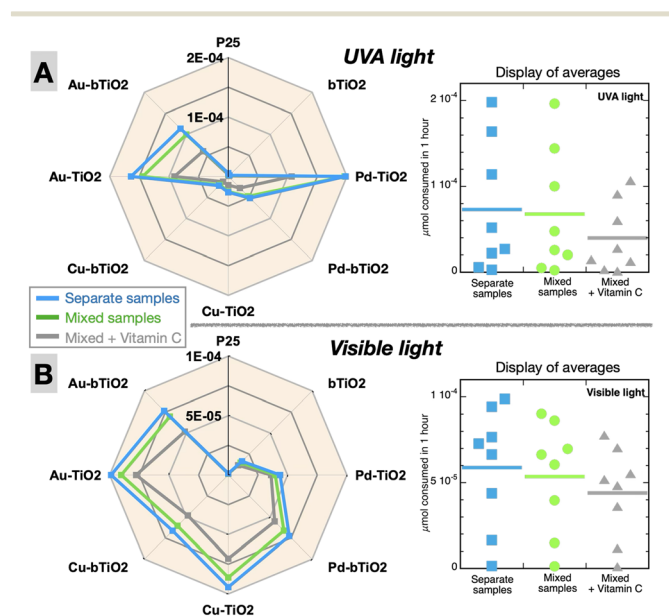 A
UVA light
P25
2E-04
1E-04
bTiO2
Pd-TiO2
Pd-bTiO2
Cu-TiO2
Cu-bTiO2
Au-TiO2
Au-bTiO2
Display of averages
UVA light
μmol consumed in 1 hour
2 10⁻⁴
1 10⁻⁴
0
Separate samples
Mixed samples
Mixed + Vitamin C
Separate samples
Mixed samples
Mixed + Vitamin C
B
Visible light
P25
1E-04
5E-05
bTiO2
Pd-TiO2
Pd-bTiO2
Cu-TiO2
Cu-bTiO2
Au-TiO2
Au-bTiO2
Display of averages
Visible light
μmol consumed in 1 hour
1 10⁻⁴
5 10⁻⁵
0
Separate samples
Mixed samples
Mixed + Vitamin C